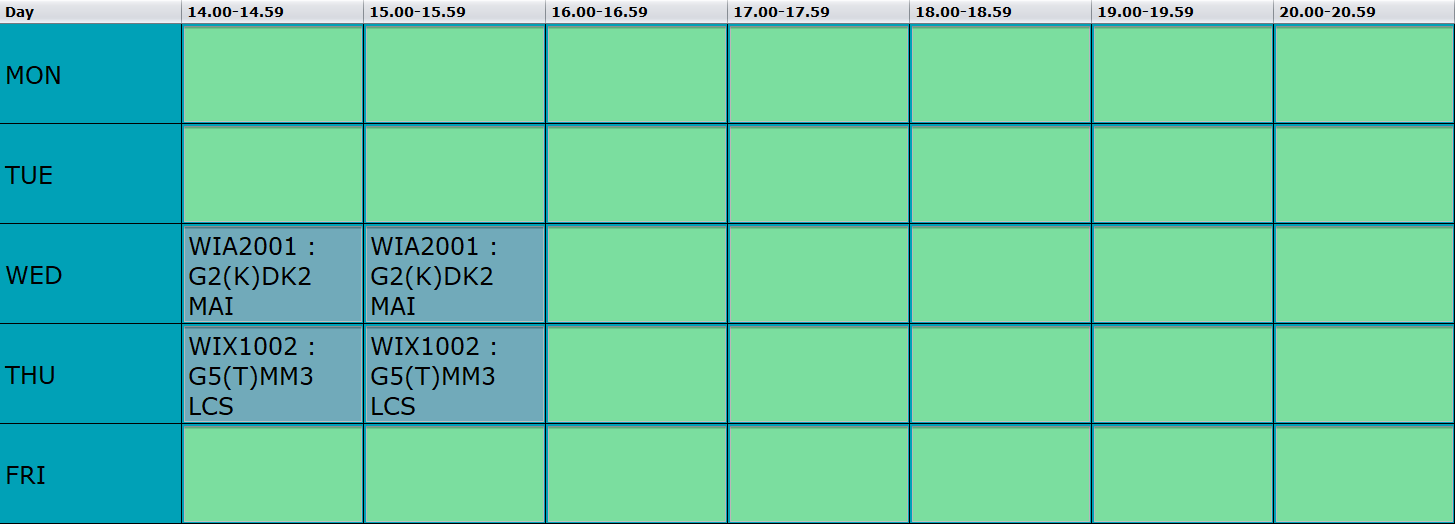 Day 14.00-14.59 15.00-15.59 16.00-16.59 17.00-17.59 18.00-18.59 19.00-19.59 20.00-20.59
MON
TUE
WED
WIA2001 :
G2(K)DK2
MAI
WIA2001 :
G2(K)DK2
MAI
THU
WIX1002 :
G5(T)MM3
LCS
WIX1002 :
G5(T)MM3
LCS
FRI